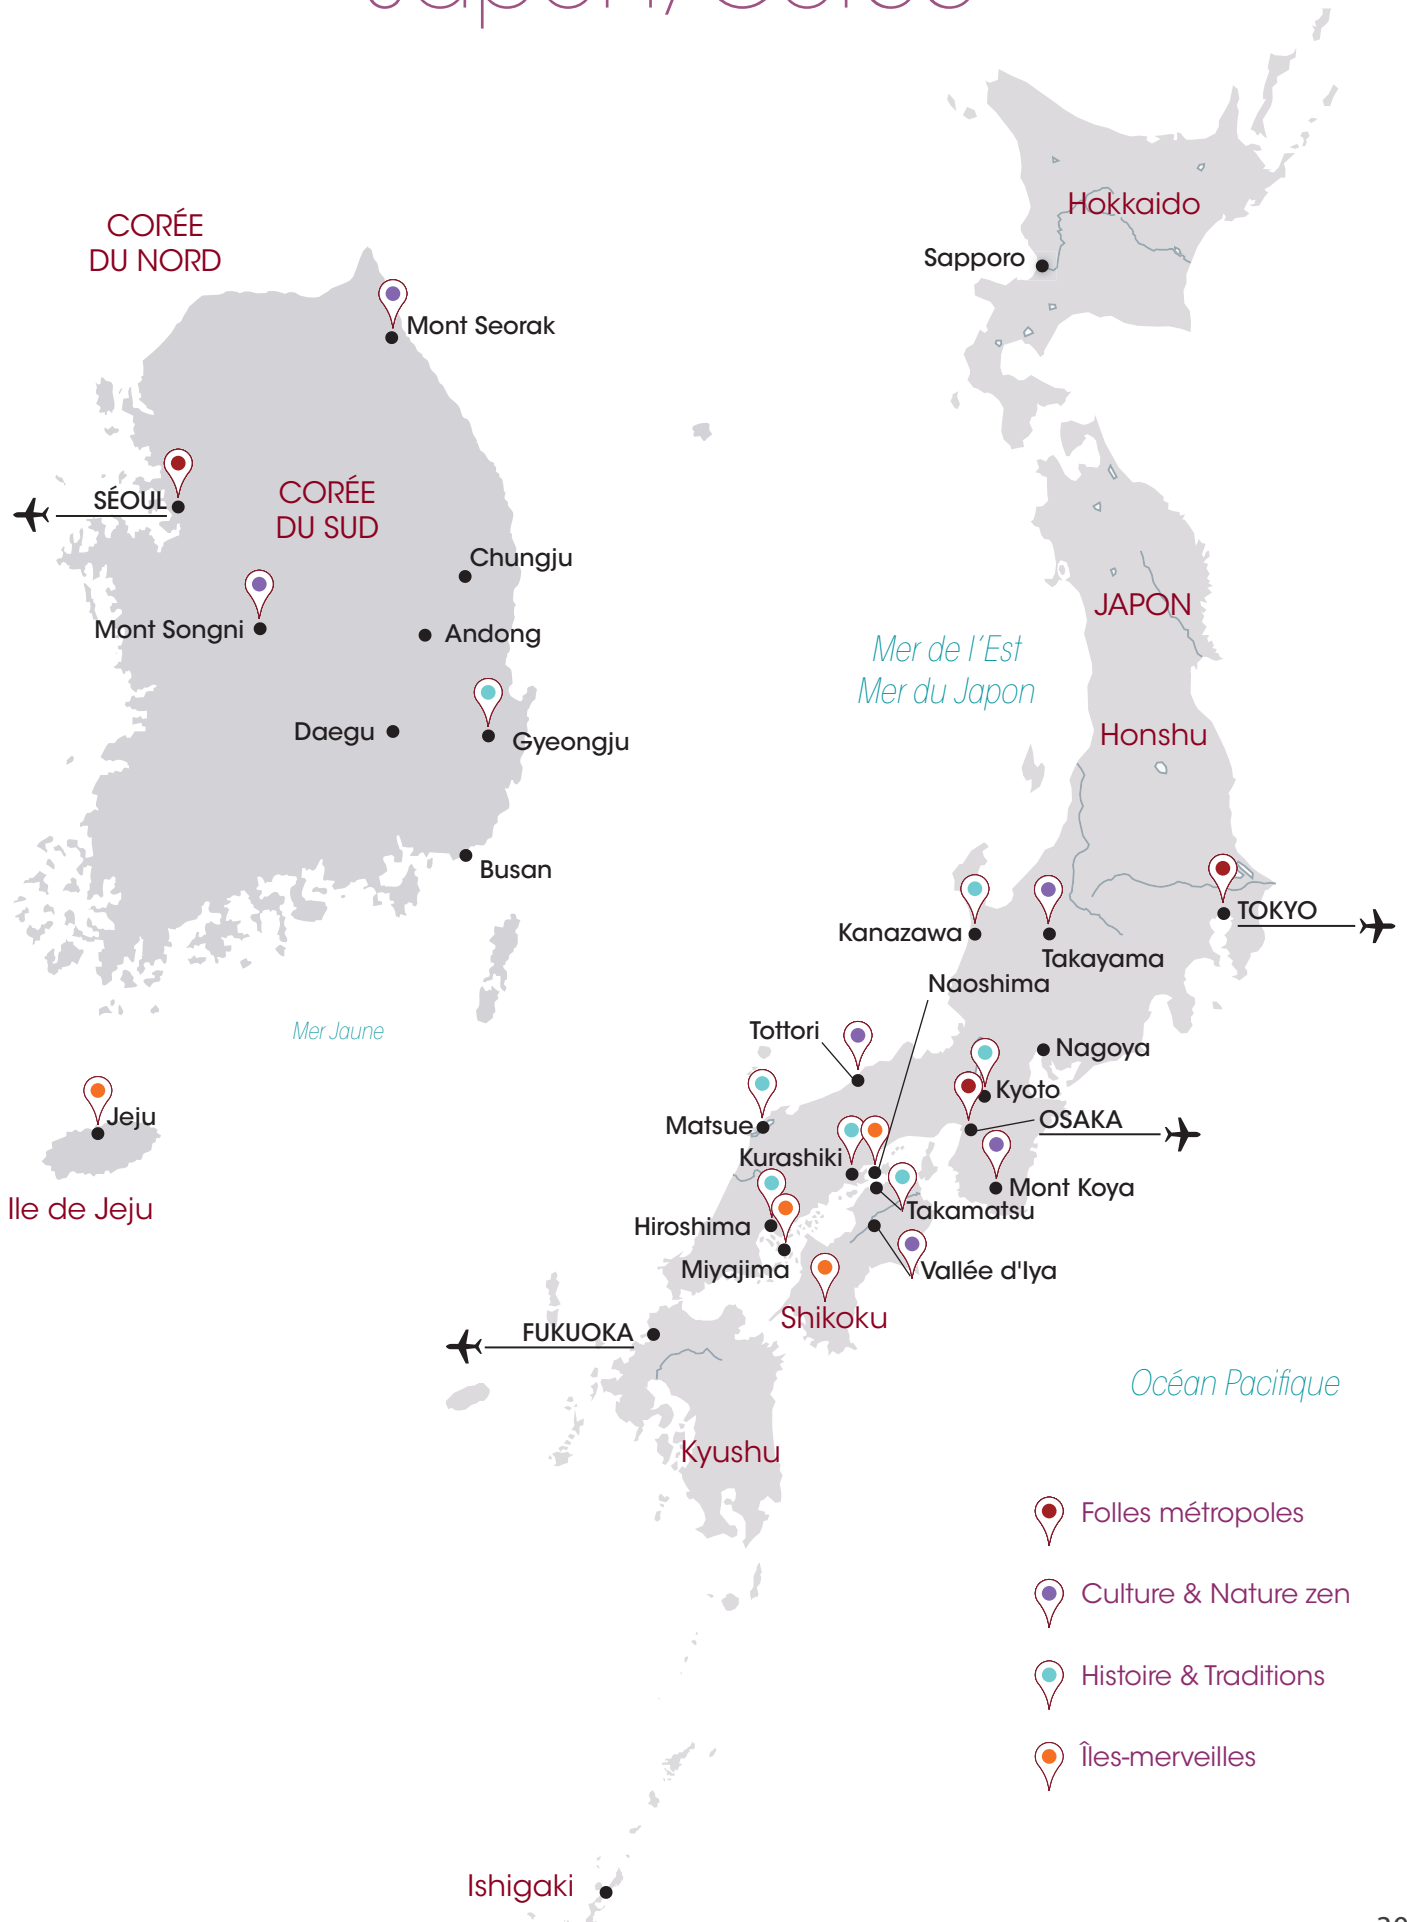 Japon/Corée
CORÉE
DU NORD
Hokkaido
Sapporo
Mont Seorak
SÉOUL
CORÉE
DU SUD
Chungju
JAPON
Mont Songni
Andong
Mer de l'Est
Mer du Japon
Daegu
Gyeongju
Honshu
Busan
TOKYO
Kanazawa
Takayama
Naoshima
Mer Jaune
Tottori
Nagoya
Kyoto
Jeju
OSAKA
Matsue
Kurashiki
Mont Koya
Ile de Jeju
Takamatsu
Hiroshima
Miyajima
Vallée d'Iya
Shikoku
FUKUOKA
Océan Pacifique
Kyushu
Folles métropoles
Culture & Nature zen
Histoire & Traditions
Îles-merveilles
Ishigaki